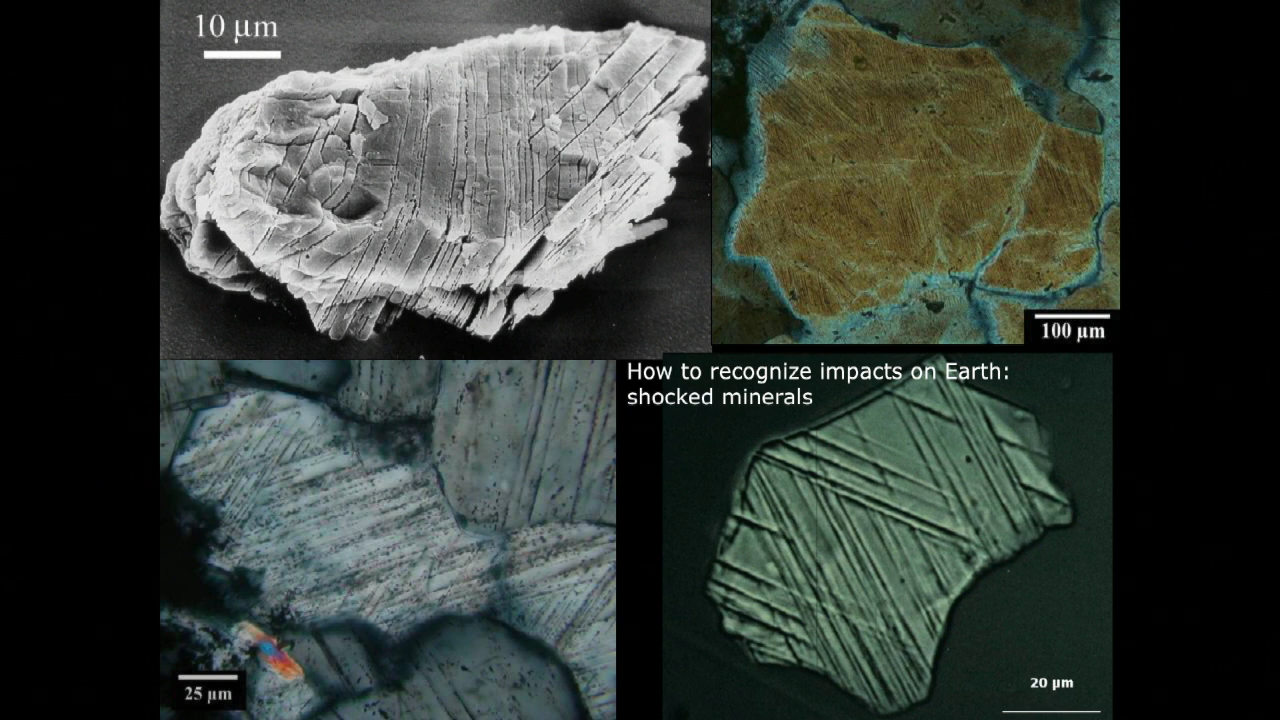 10 µm
100 µm
How to recognize impacts on Earth:
shocked minerals
25 µm
20 µm